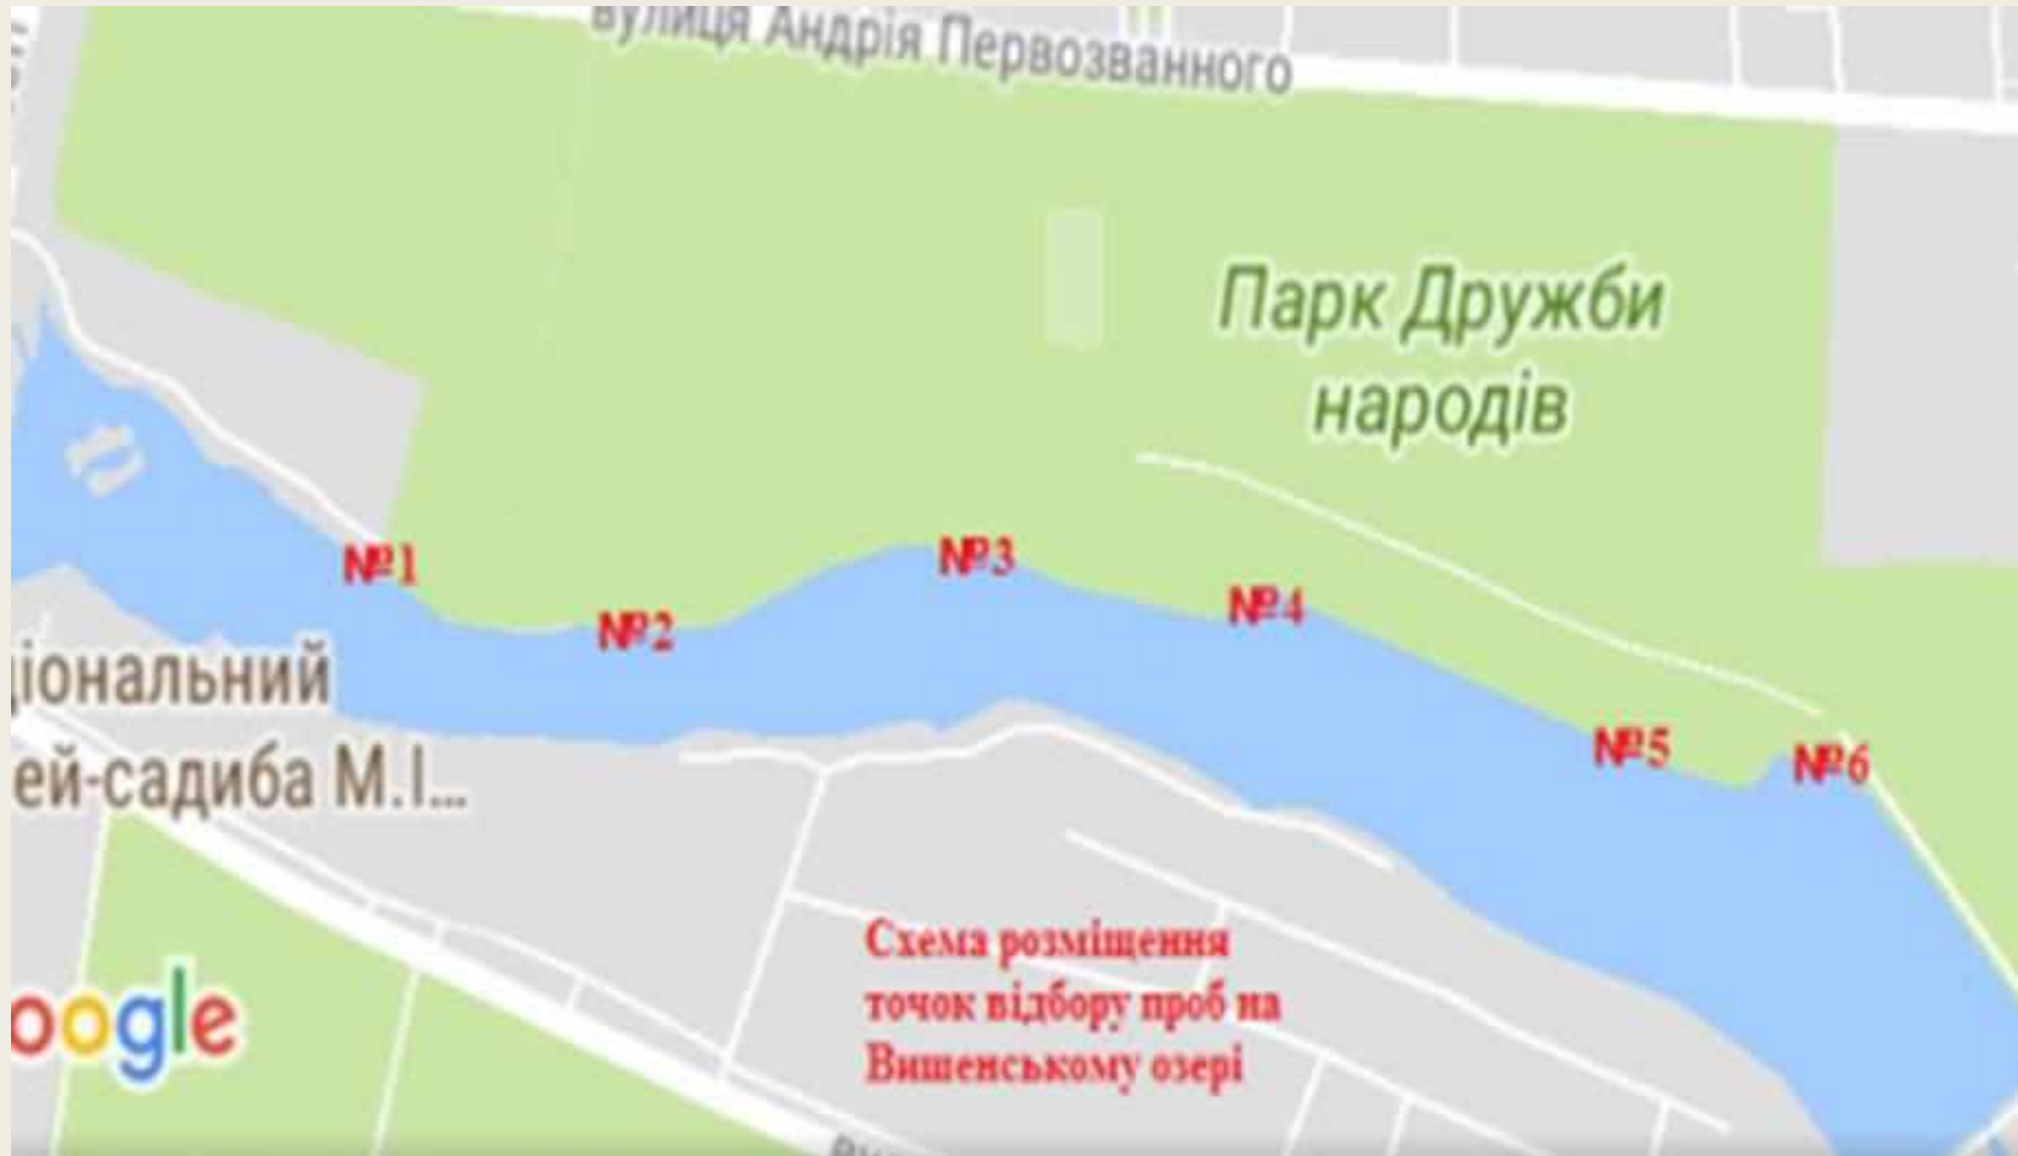 вулиця Андрія Первозванного
Парк Дружби
народів
№1
№2
№3
№4
№5
№6
іональний
ей-садиба М.І...
Схема розміщення
точок відбору проб на
Вишенському озері
oogle